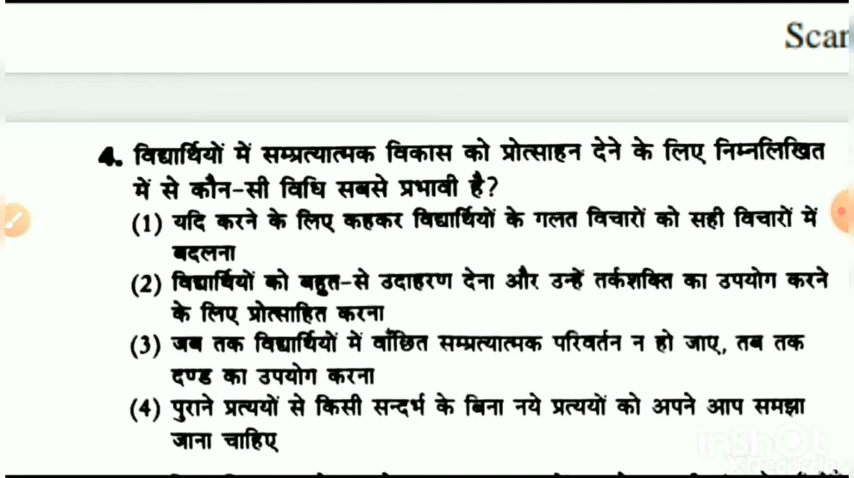 Scar
4. विद्यार्थियों में सम्प्रत्यात्मक विकास को प्रोत्साहन देने के लिए निम्नलिखित
में से कौन-सी विधि सबसे प्रभावी है?
(1) यदि करने के लिए कहकर विद्यार्थियों के गलत विचारों को सही विचारों में
बदलना
(2) विद्यार्थियों को बहुत-से उदाहरण देना और उन्हें तर्कशक्ति का उपयोग करने
के लिए प्रोत्साहित करना
(3) जब तक विद्यार्थियों में वाँछित सम्प्रत्यात्मक परिवर्तन न हो जाए, तब तक
दण्ड का उपयोग करना
(4) पुराने प्रत्ययों से किसी सन्दर्भ के बिना नये प्रत्ययों को अपने आप समझा
जाना चाहिए
InShOt
XRecorder